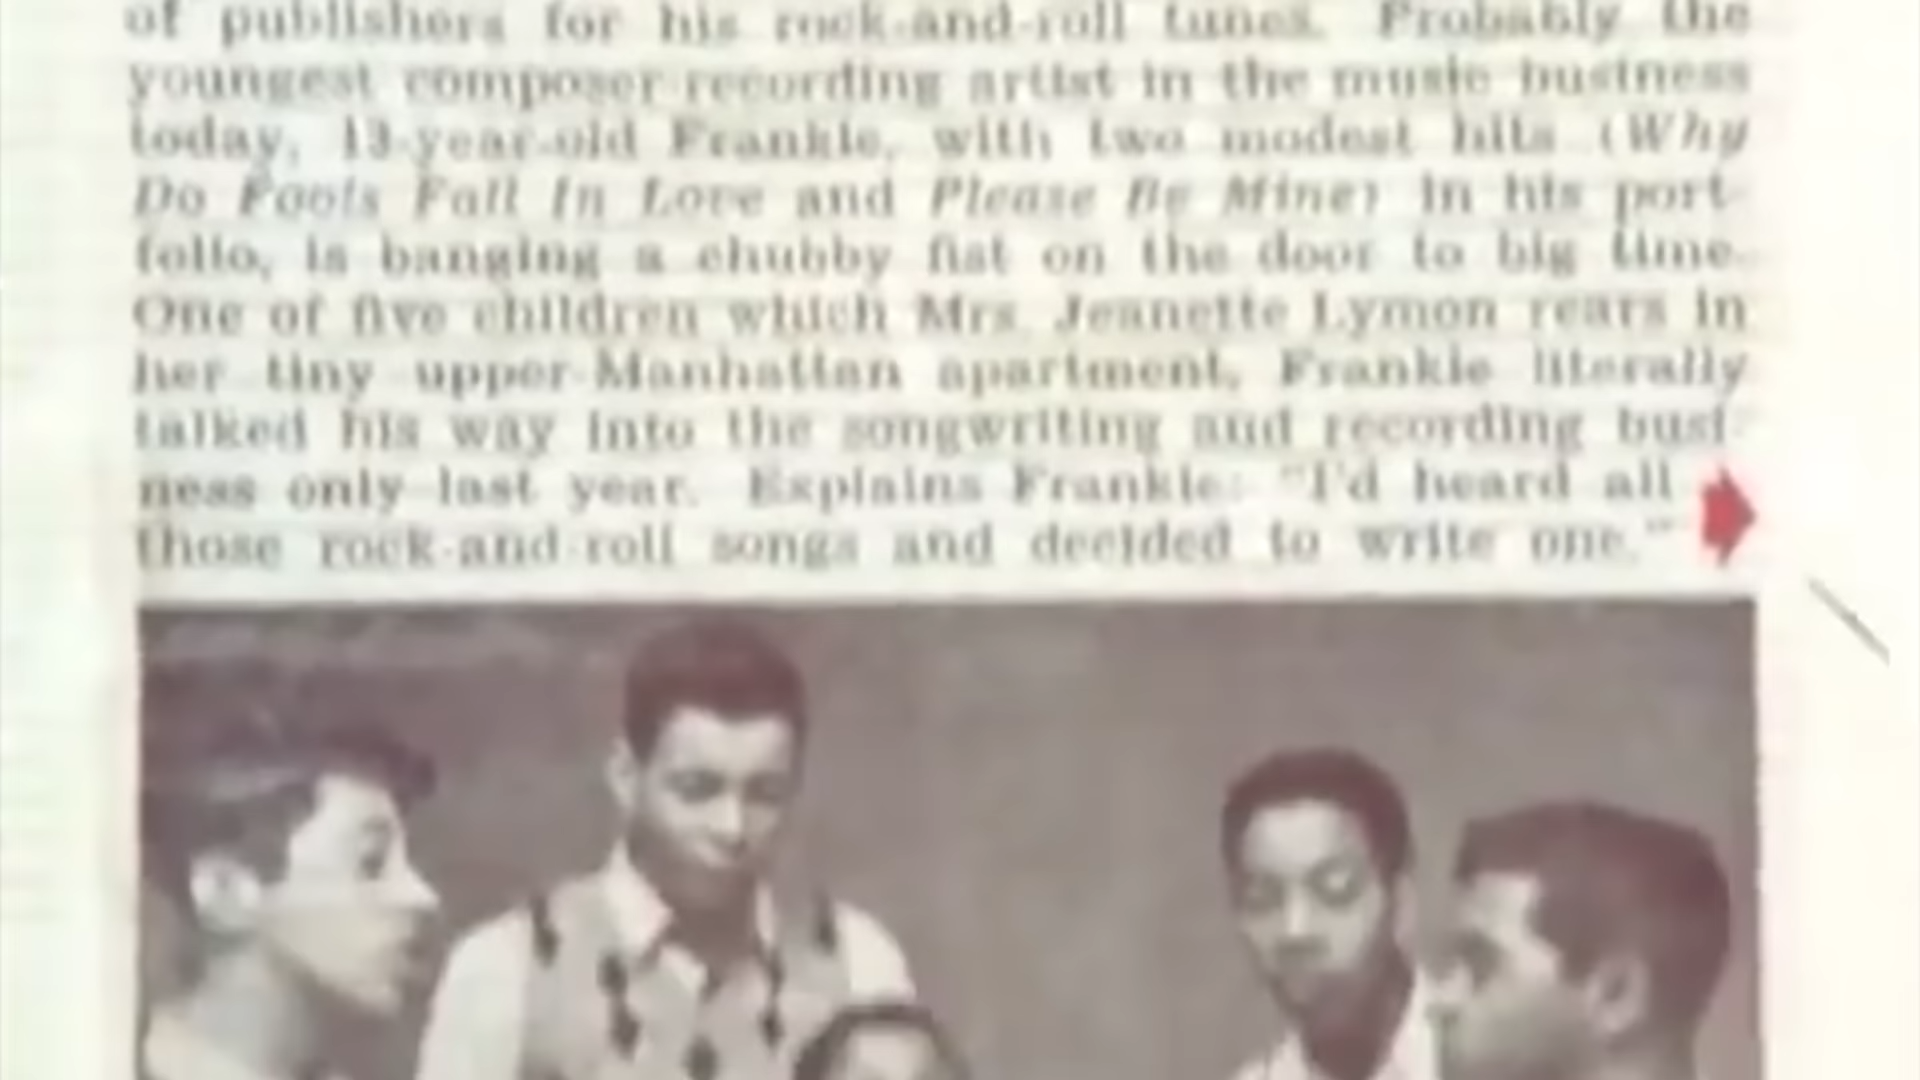 of publishers for his rock-and-roll tunes. Probably the
youngest composer-recording artist in the music business
today, 13-year-old Frankie, with two modest hits (Why
Do Fools Fall In Love and Please Be Mine) in his port-
folio, is banging a chubby fist on the door to big time.
One of five children which Mrs. Jeanette Lymon rears in
her tiny upper-Manhattan apartment, Frankie literally
talked his way into the songwriting and recording busi-
ness only last year. Explains Frankie: "I'd heard all
those rock-and-roll songs and decided to write one."